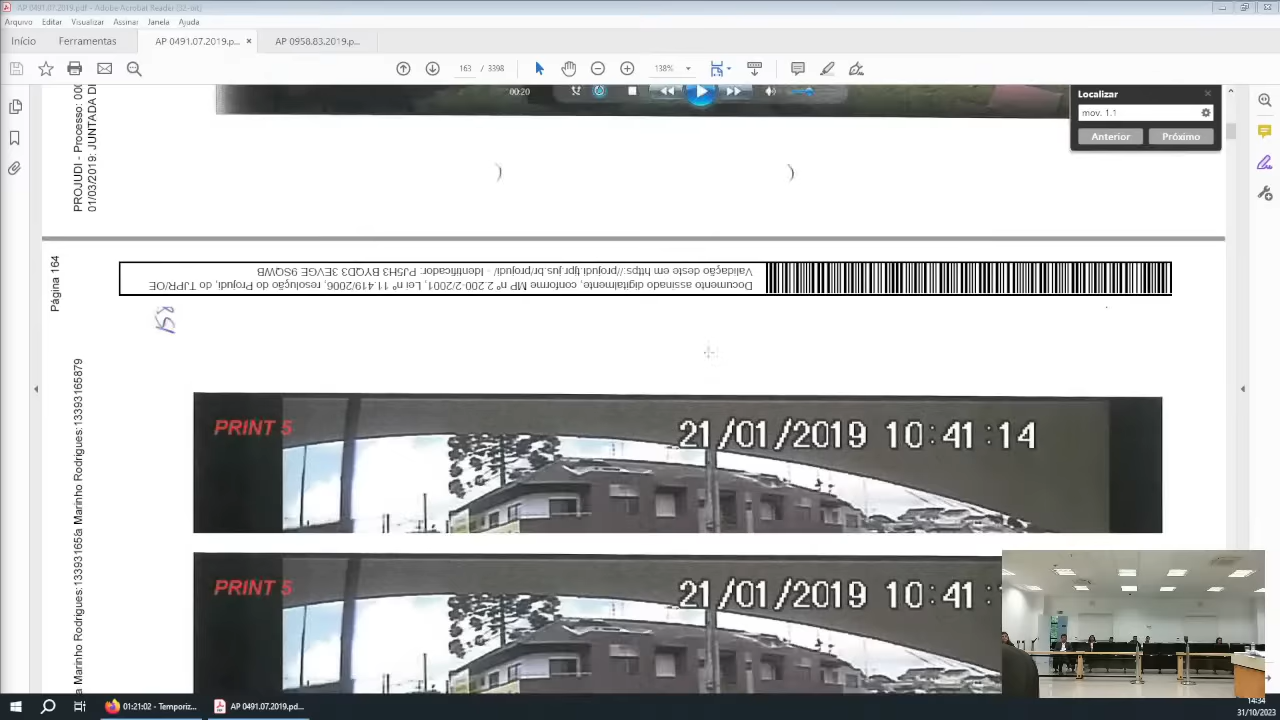 AP 0491.07.2019.pdf - Adobe Acrobat Reader (32-bit)
Arquivo Editar Visualizar Assinar Janela Ajuda
Início Ferramentas AP 0491.07.2019.p... × AP 0958.83.2019.p...
163 / 3398 138%
00:20
Localizar
mov. 1.1
Anterior Próximo
PROJUDI - Processo: 000
01/03/2019: JUNTADA DE
Página 164
Documento assinado digitalmente, conforme MP nº 2.200-2/2001, Lei nº 11.419/2006, resolução do Projudi, do TJPR/OE
Validação deste em https://projudi.tjpr.jus.br/projudi/ - Identificador: PJ5H3 BYQD3 3EVGE 9SQWB
a Marinho Rodrigues:13393165879
a Marinho Rodrigues:13393165
PRINT 5 21/01/2019 10:41:14
PRINT 5 21/01/2019 10:41:
01:21:02 - Temporiz... AP 0491.07.2019.pd...
14:34
31/10/2023